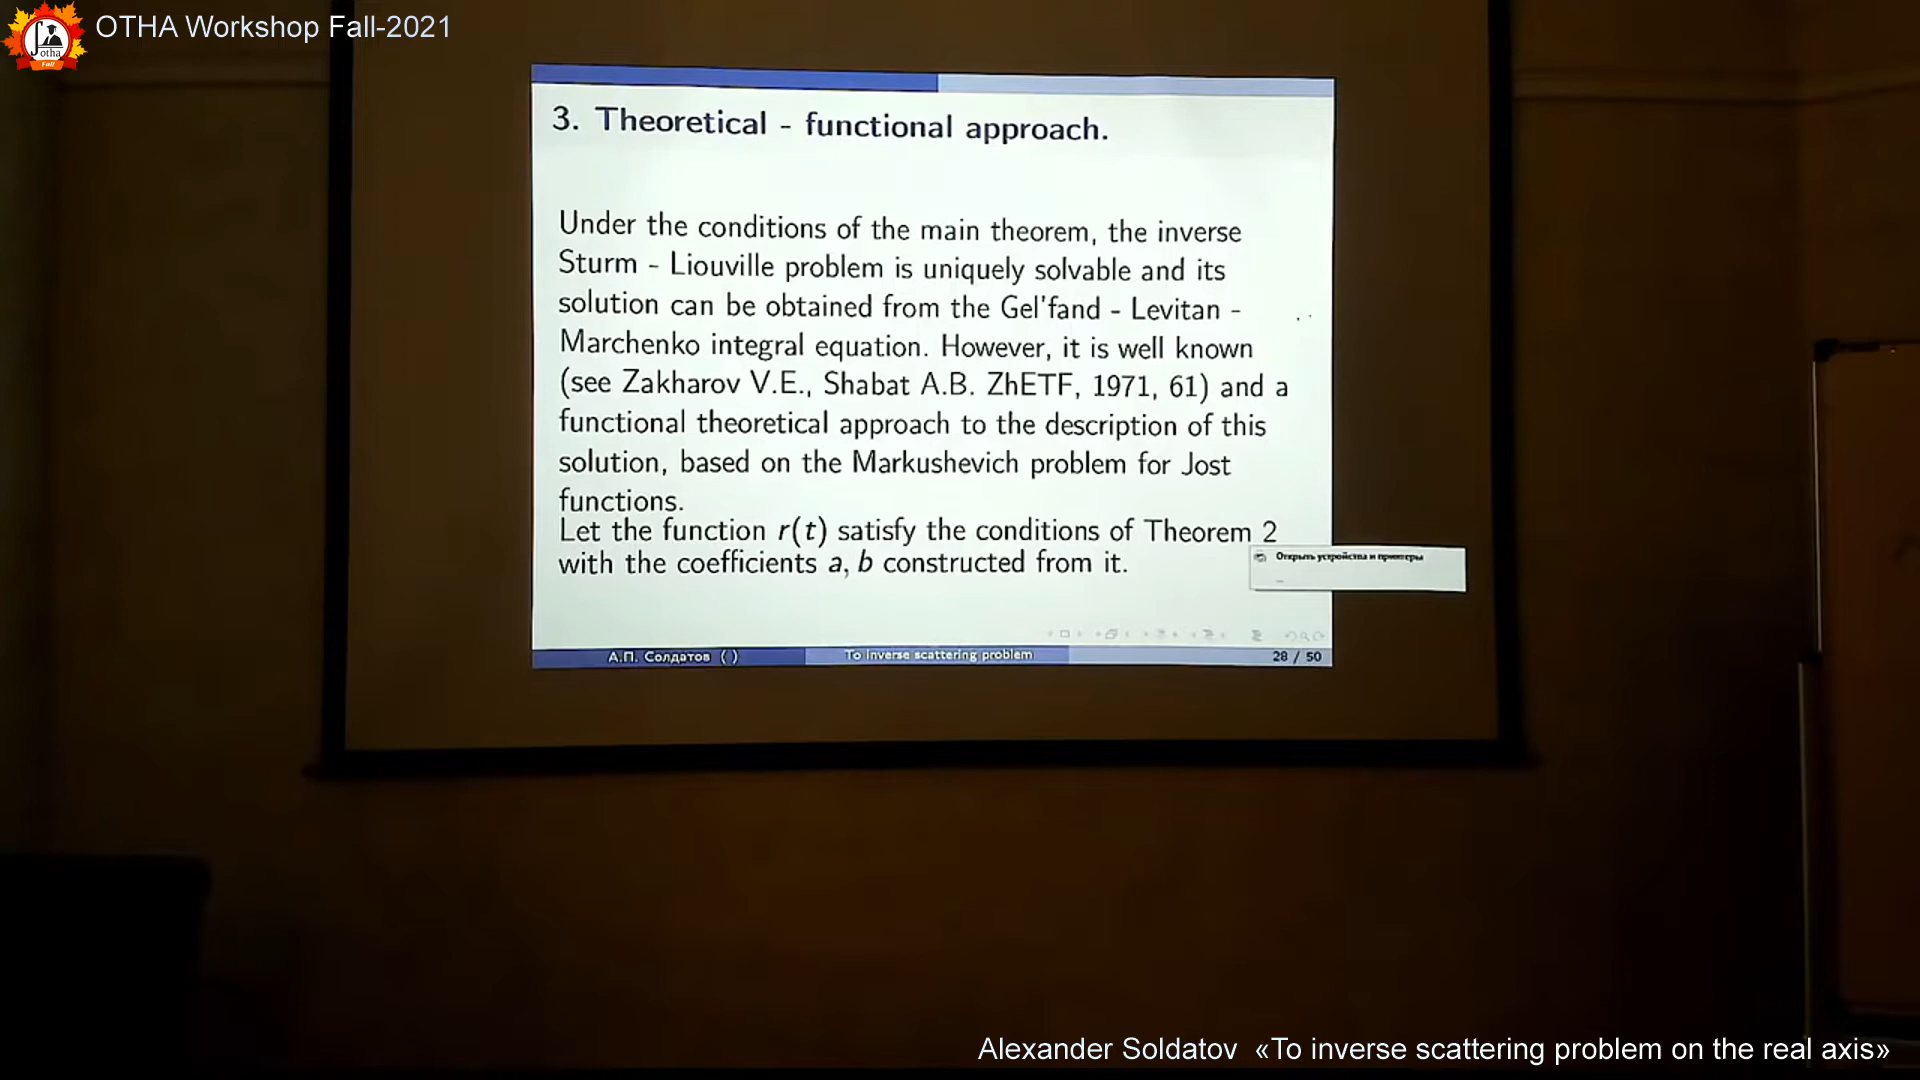 OTHA Workshop Fall-2021
otha
Fall
3. Theoretical - functional approach.
Under the conditions of the main theorem, the inverse
Sturm - Liouville problem is uniquely solvable and its
solution can be obtained from the Gel'fand - Levitan -
Marchenko integral equation. However, it is well known
(see Zakharov V.E., Shabat A.B. ZhETF, 1971, 61) and a
functional theoretical approach to the description of this
solution, based on the Markushevich problem for Jost
functions.
Let the function r(t) satisfy the conditions of Theorem 2
with the coefficients a, b constructed from it.
Открыть устройства и принтеры
А.П. Солдатов ( ) To inverse scattering problem 28 / 50
Alexander Soldatov «To inverse scattering problem on the real axis»